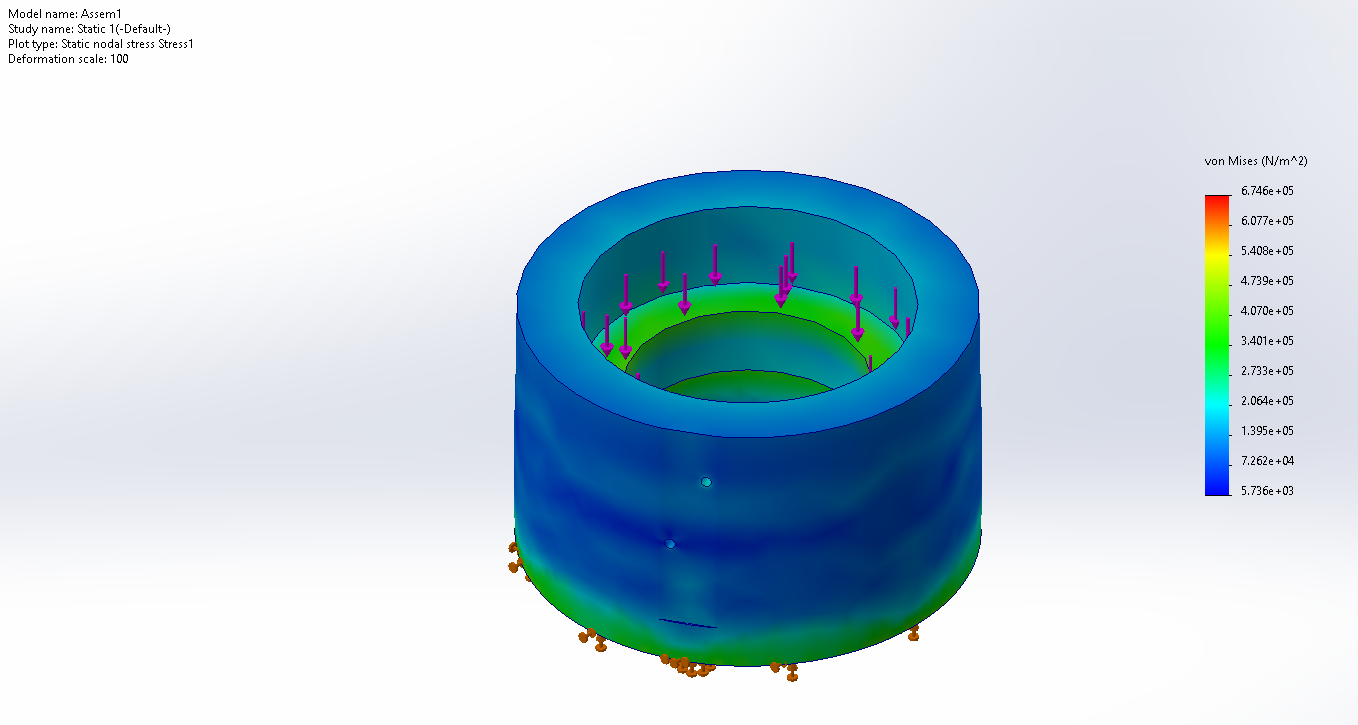 Model name: Assem1
Study name: Static 1(-Default-)
Plot type: Static nodal stress Stress1
Deformation scale: 100
von Mises (N/m^2)
6.746e+05
6.077e+05
5.408e+05
4.739e+05
4.070e+05
3.401e+05
2.733e+05
2.064e+05
1.395e+05
7.262e+04
5.736e+03